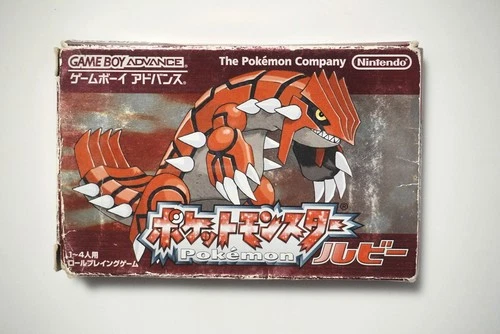 GAME BOY ADVANCE
ゲームボーイ アドバンス
The Pokémon Company
Nintendo
ポケットモンスター
Pokémon
ルビー
1~4人用
ロールプレイングゲーム